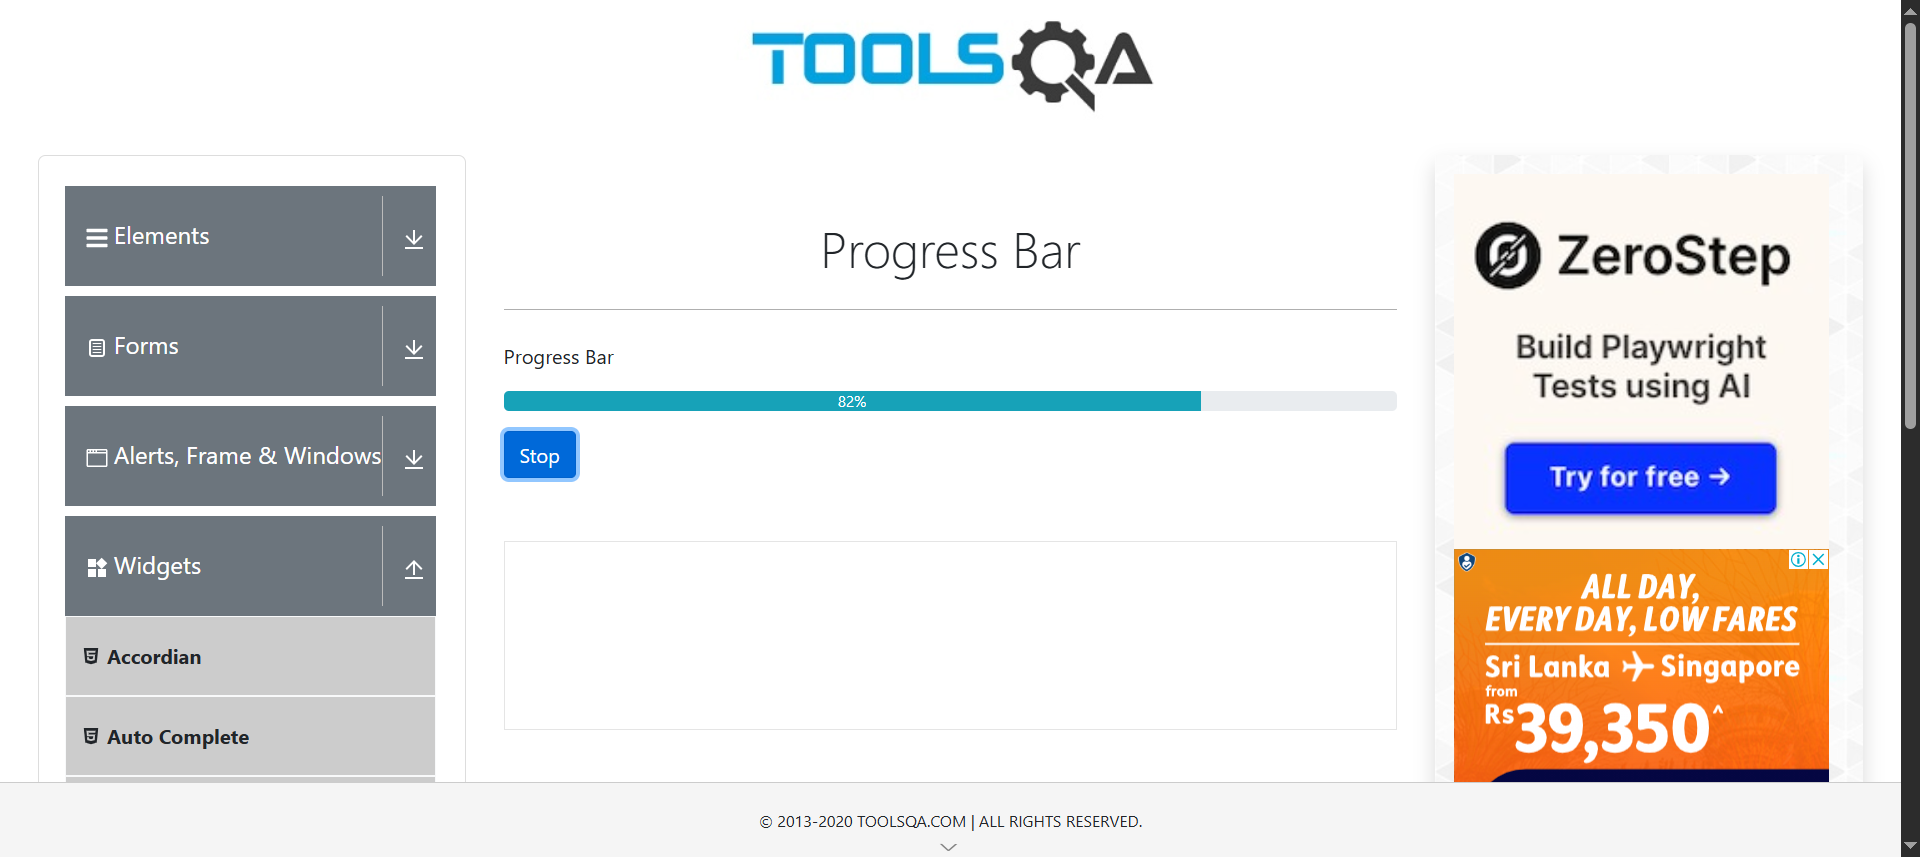 TOOLSQA
Elements
Forms
Alerts, Frame & Windows
Widgets
Accordian
Auto Complete
Progress Bar
Progress Bar
82%
Stop
ZeroStep
Build Playwright
Tests using AI
Try for free →
ALL DAY,
EVERY DAY, LOW FARES
Sri Lanka Singapore
from
Rs39,350^
© 2013-2020 TOOLSQA.COM | ALL RIGHTS RESERVED.